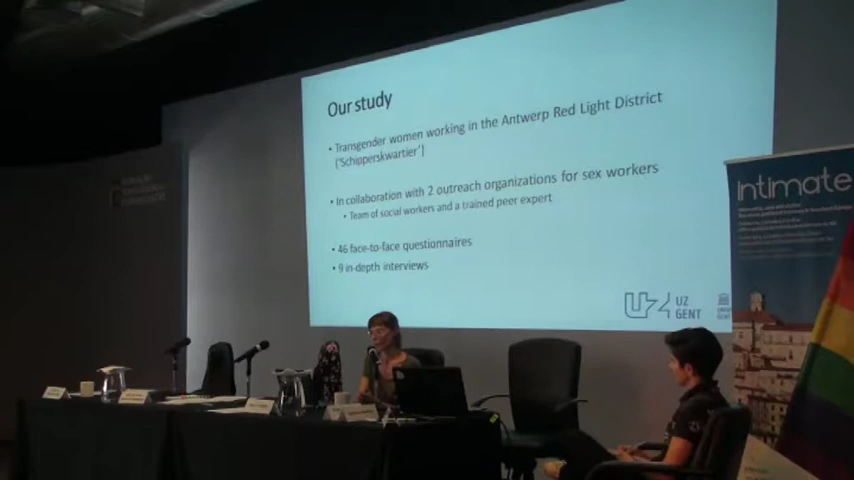 Our study
• Transgender women working in the Antwerp Red Light District
('Schipperskwartier')
• In collaboration with 2 outreach organizations for sex workers
• Team of social workers and a trained peer expert
• 46 face-to-face questionnaires
• 9 in-depth interviews
UZ
GENT
Intimate